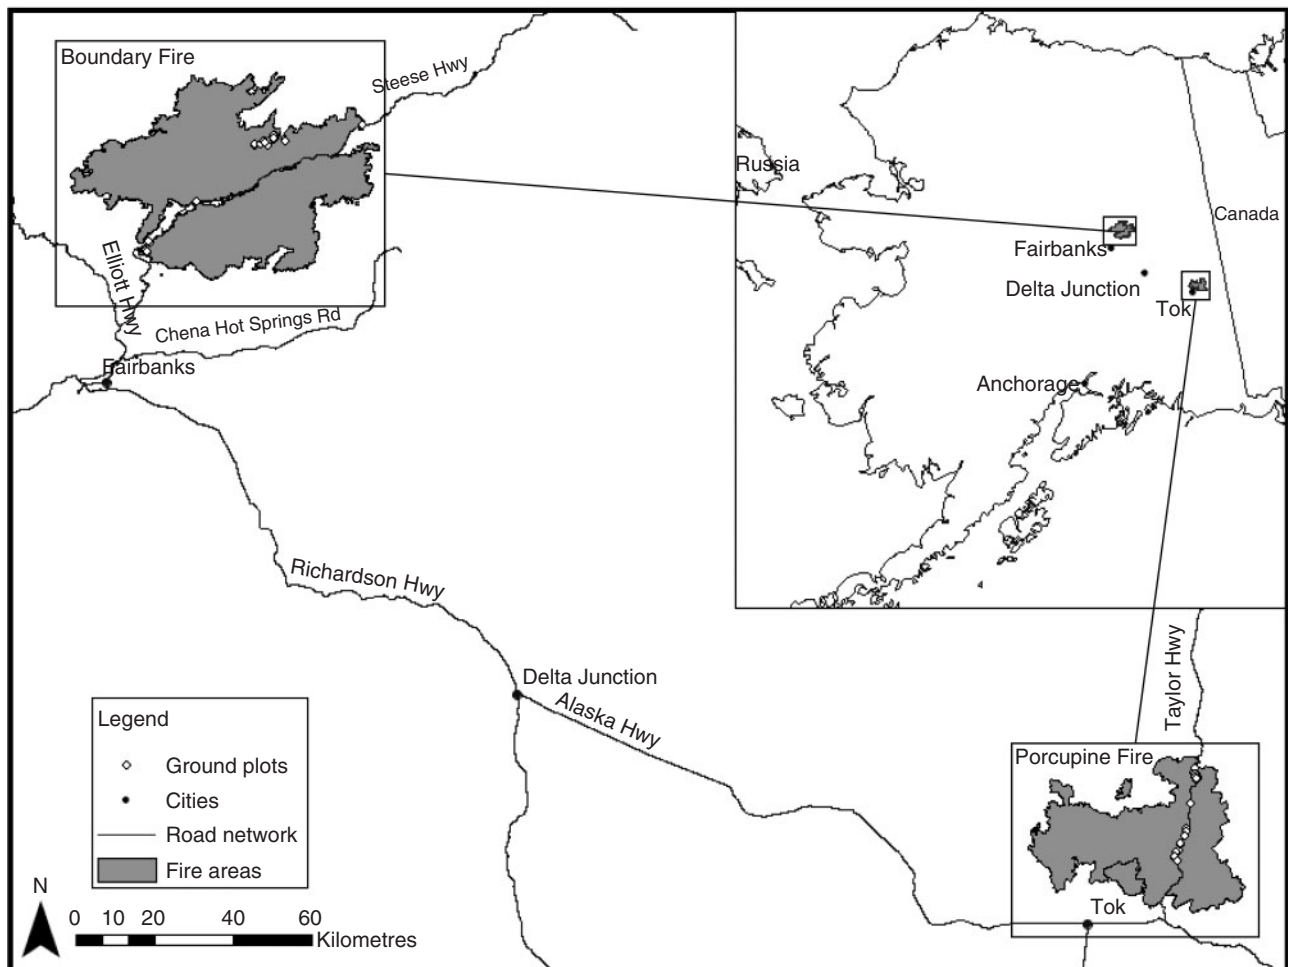 Boundary Fire
Steese Hwy
Elliott Hwy
Chena Hot Springs Rd
Fairbanks
Richardson Hwy
Delta Junction
Alaska Hwy
Russia
Canada
Fairbanks
Delta Junction
Tok
Anchorage
Taylor Hwy
Porcupine Fire
Tok
Legend
Ground plots
Cities
Road network
Fire areas
N
0 10 20 40 60
Kilometres